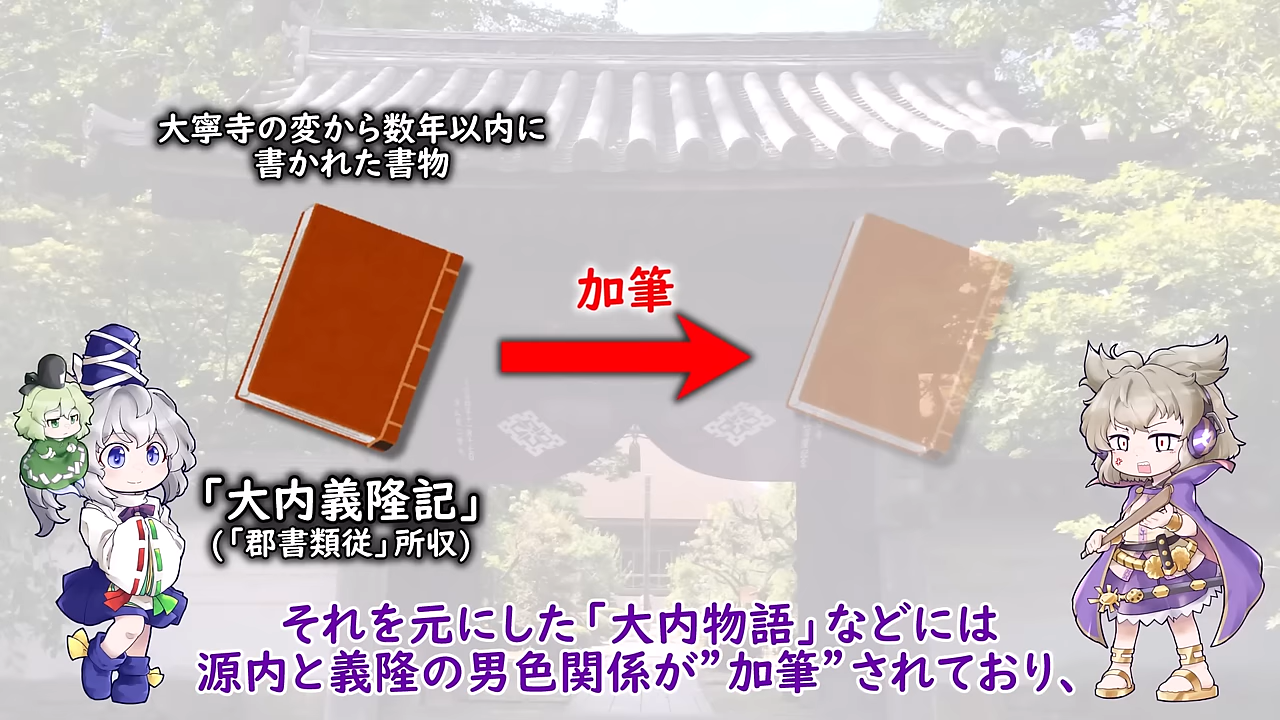 大寧寺の変から数年以内に
書かれた書物
加筆
「大内義隆記」
(「郡書類従」所収)
それを元にした「大内物語」などには
源内と義隆の男色関係が”加筆”されており、